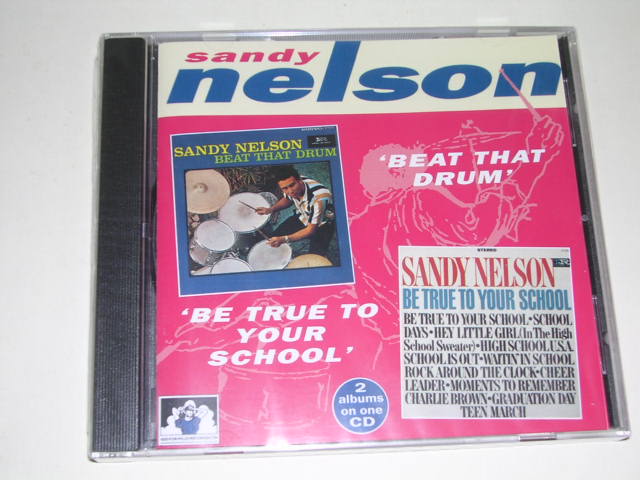 sandy
nelson
SANDY NELSON
BEAT THAT DRUM
'BEAT THAT
DRUM'
'BE TRUE TO
YOUR
SCHOOL'
STEREO
SANDY NELSON
BE TRUE TO YOUR SCHOOL
BE TRUE TO YOUR SCHOOL•SCHOOL
DAYS•HEY LITTLE GIRL(In The High
School Sweater)•HIGH SCHOOL U.S.A.
SCHOOL IS OUT•WAITIN' IN SCHOOL
ROCK AROUND THE CLOCK•CHEER
LEADER•MOMENTS TO REMEMBER
CHARLIE BROWN•GRADUATION DAY
TEEN MARCH
2
albums
on one
CD